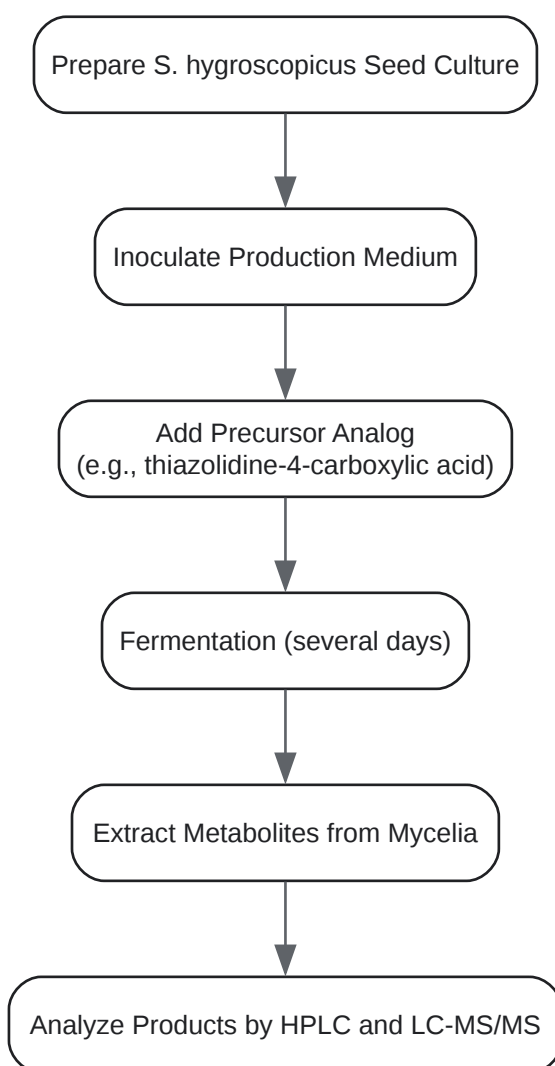 Prepare S. hygroscopicus Seed Culture
Inoculate Production Medium
Add Precursor Analog
(e.g., thiazolidine-4-carboxylic acid)
Fermentation (several days)
Extract Metabolites from Mycelia
Analyze Products by HPLC and LC-MS/MS